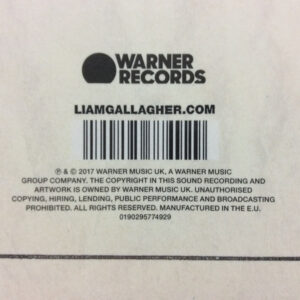 WARNER
RECORDS
LIAMGALLAGHER.COM
℗ & © 2017 WARNER MUSIC UK, A WARNER MUSIC
GROUP COMPANY. THE COPYRIGHT IN THIS SOUND RECORDING AND
ARTWORK IS OWNED BY WARNER MUSIC UK. UNAUTHORISED
COPYING, HIRING, LENDING, PUBLIC PERFORMANCE AND BROADCASTING
PROHIBITED. ALL RIGHTS RESERVED. MANUFACTURED IN THE E.U.
0190295774929